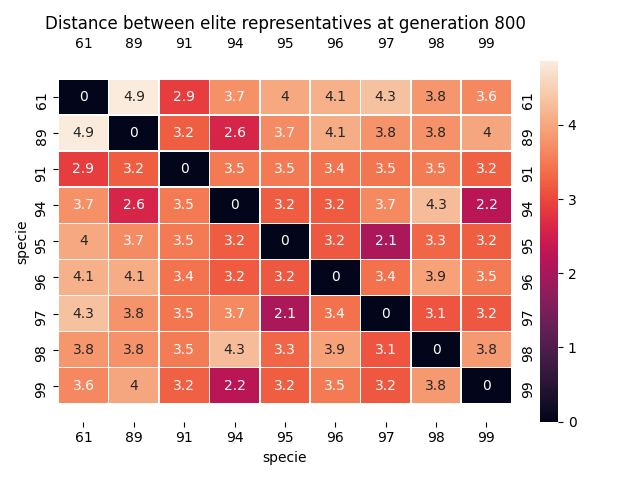 Distance between elite representatives at generation 800
61 89 91 94 95 96 97 98 99
61 0 4.9 2.9 3.7 4 4.1 4.3 3.8 3.6 61
89 4.9 0 3.2 2.6 3.7 4.1 3.8 3.8 4 89
91 2.9 3.2 0 3.5 3.5 3.4 3.5 3.5 3.2 91
94 3.7 2.6 3.5 0 3.2 3.2 3.7 4.3 2.2 94
95 4 3.7 3.5 3.2 0 3.2 2.1 3.3 3.2 95
96 4.1 4.1 3.4 3.2 3.2 0 3.4 3.9 3.5 96
97 4.3 3.8 3.5 3.7 2.1 3.4 0 3.1 3.2 97
98 3.8 3.8 3.5 4.3 3.3 3.9 3.1 0 3.8 98
99 3.6 4 3.2 2.2 3.2 3.5 3.2 3.8 0 99
61 89 91 94 95 96 97 98 99
specie
specie
4
3
2
1
0